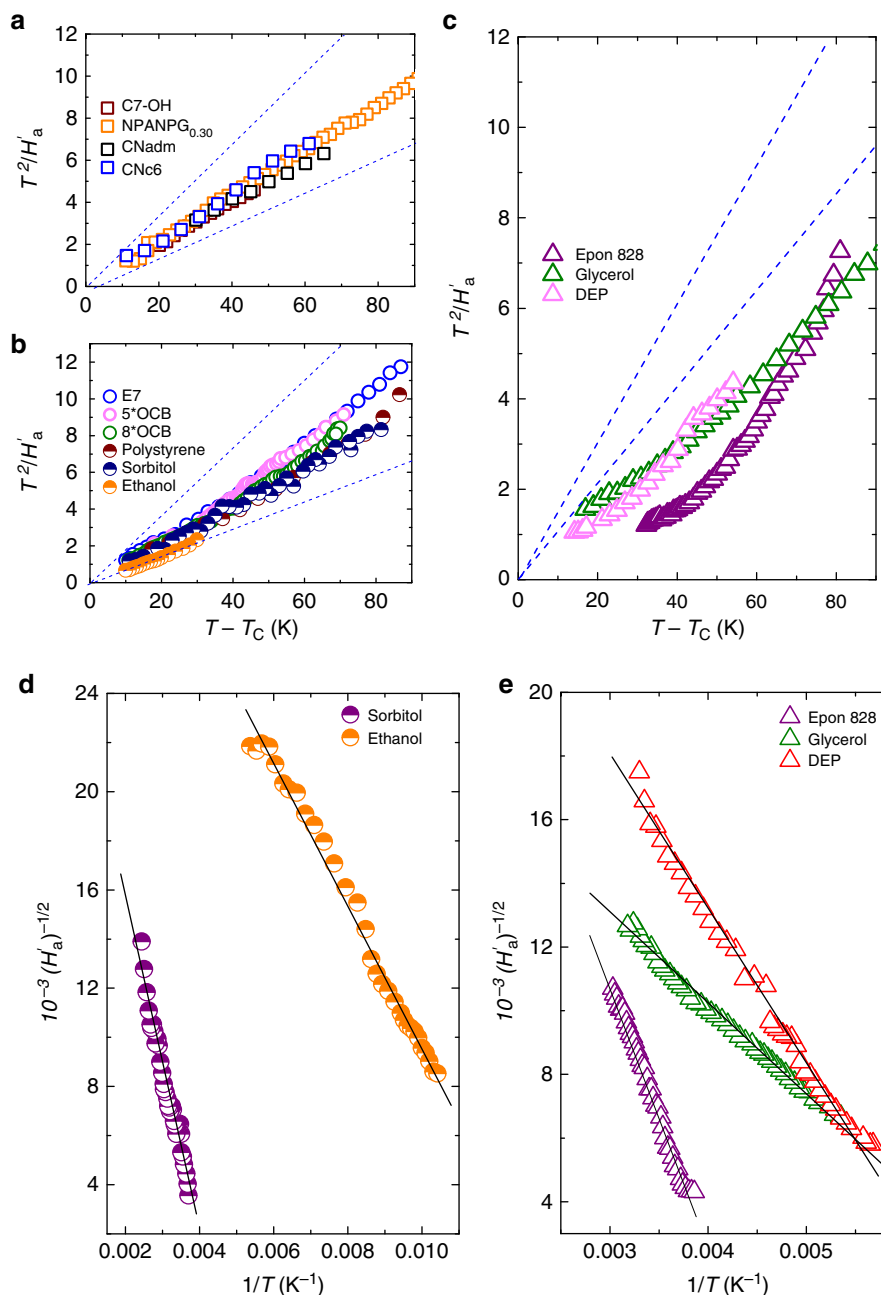 a
12
10
8
6
4
2
0
T²/H'ₐ
C7-OH
NPANPG₀.₃₀
CNadm
CNc6
0 20 40 60 80
b
12
10
8
6
4
2
0
T²/H'ₐ
E7
5*OCB
8*OCB
Polystyrene
Sorbitol
Ethanol
0 20 40 60 80
T – T_C (K)
c
12
10
8
6
4
2
0
T²/H'ₐ
Epon 828
Glycerol
DEP
0 20 40 60 80
T – T_C (K)
d
24
20
16
12
8
4
10⁻³ (H'ₐ)⁻¹/²
Sorbitol
Ethanol
0.002 0.004 0.006 0.008 0.010
1/T (K⁻¹)
e
20
16
12
8
4
10⁻³ (H'ₐ)⁻¹/²
Epon 828
Glycerol
DEP
0.003 0.004 0.005
1/T (K⁻¹)